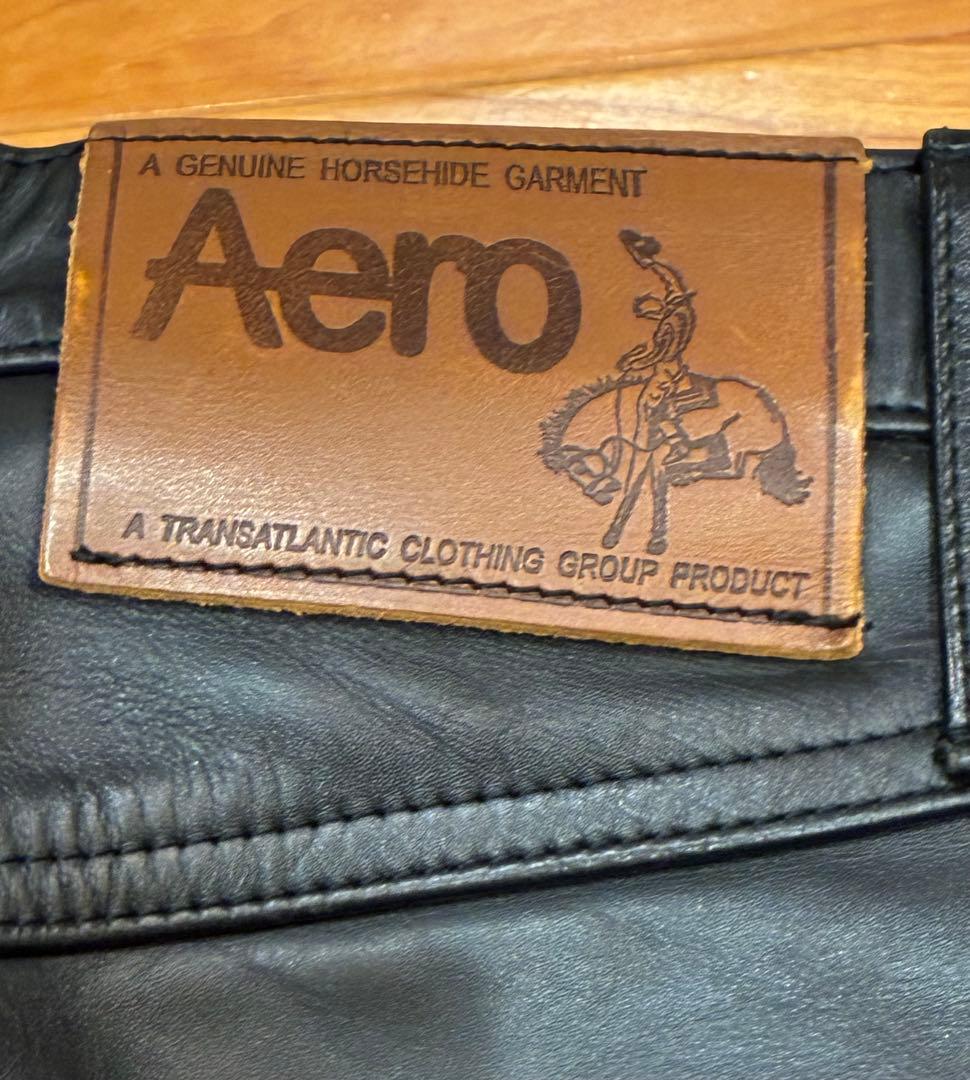 A GENUINE HORSEHIDE GARMENT
Aero
A TRANSATLANTIC CLOTHING GROUP PRODUCT